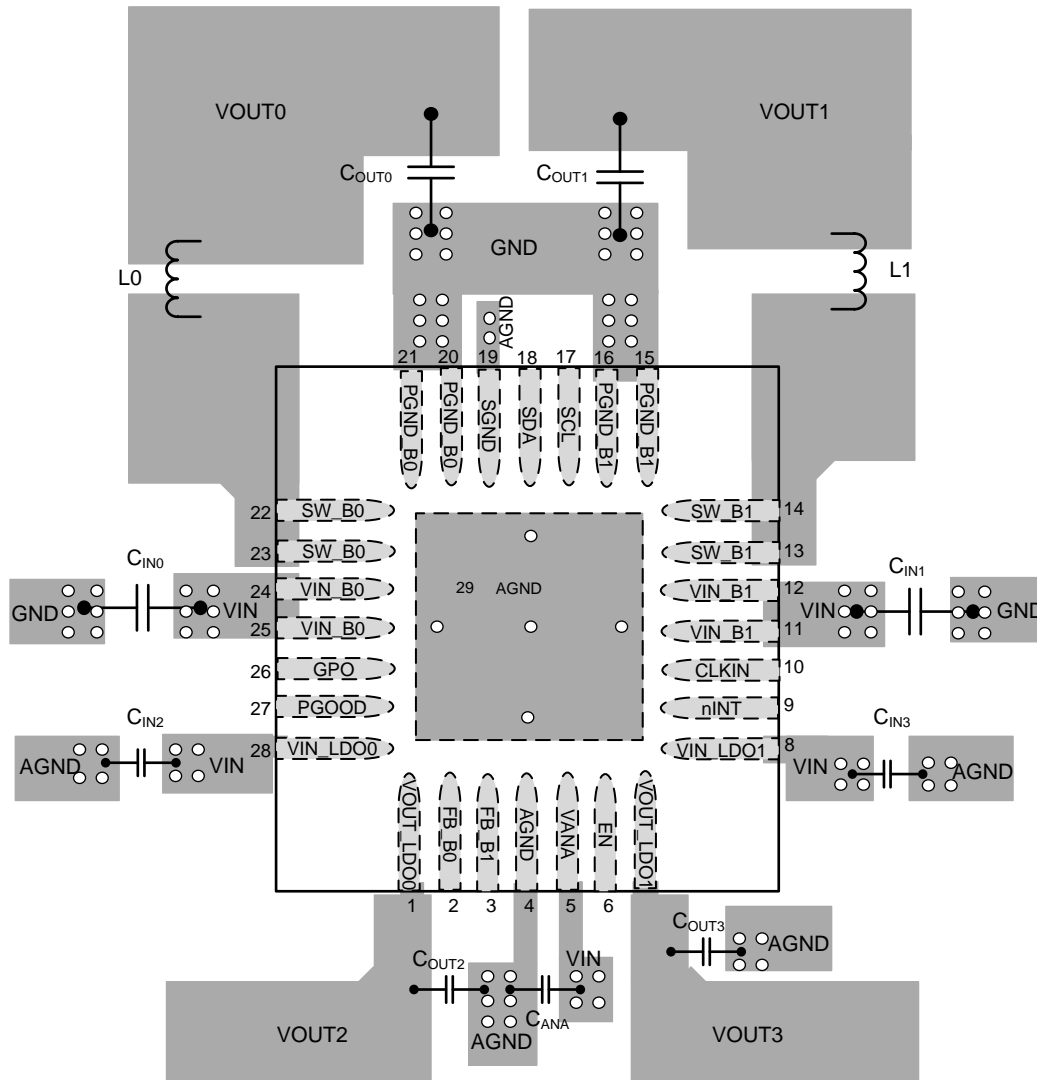 VOUT0
VOUT1
COUT0
COUT1
GND
L0
L1
AGND
21
20
19
18
17
16
15
PGND_B0
PGND_B0
SGND
SDA
SCL
PGND_B1
PGND_B1
22
SW_B0
SW_B1
14
23
SW_B0
SW_B1
13
CIN0
CIN1
24
VIN_B0
VIN_B1
12
29
AGND
GND
VIN
VIN
GND
25
VIN_B0
VIN_B1
11
26
GPO
CLKIN
10
27
PGOOD
nINT
9
CIN2
CIN3
28
VIN_LDO0
VIN_LDO1
8
AGND
VIN
VIN
AGND
VOUT_LDO0
FB_B0
FB_B1
AGND
VANA
EN
VOUT_LDO1
1
2
3
4
5
6
COUT3
AGND
COUT2
VIN
CANA
VOUT2
AGND
VOUT3